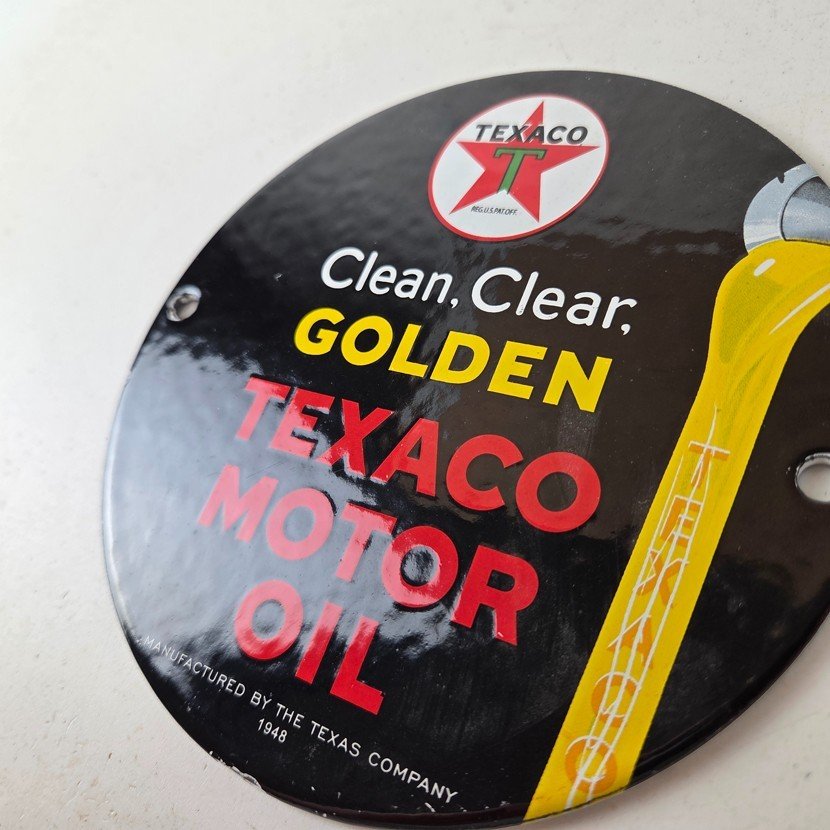 TEXACO
T
REG. U.S. PAT. OFF.
Clean, Clear,
GOLDEN
TEXACO
MOTOR
OIL
MANUFACTURED BY THE TEXAS COMPANY
1948
TEXACO